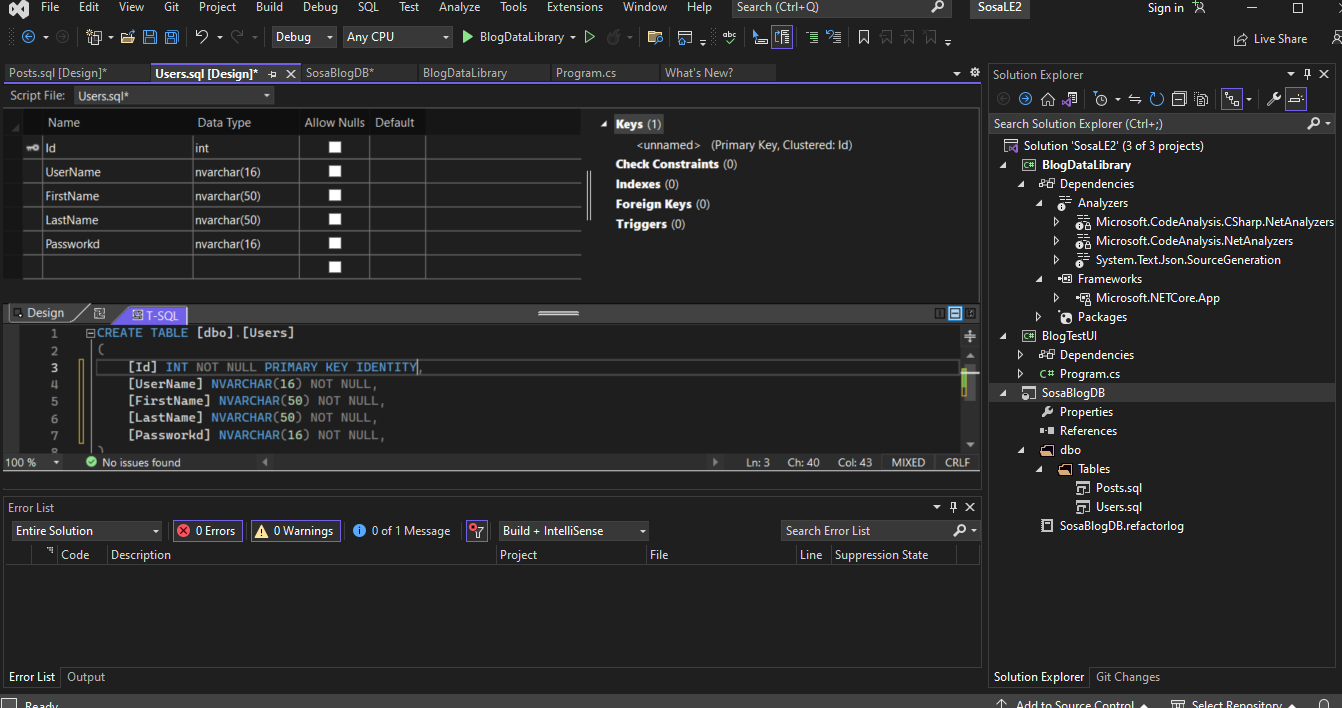 File Edit View Git Project Build Debug SQL Test Analyze Tools Extensions Window Help Search (Ctrl+Q) SosaLE2 Sign in
Debug Any CPU BlogDataLibrary Live Share
Posts.sql [Design]* Users.sql [Design]* SosaBlogDB* BlogDataLibrary Program.cs What's New?
Script File: Users.sql*
Name Data Type Allow Nulls Default
Id int
UserName nvarchar(16)
FirstName nvarchar(50)
LastName nvarchar(50)
Passworkd nvarchar(16)
Keys (1)
<unnamed> (Primary Key, Clustered: Id)
Check Constraints (0)
Indexes (0)
Foreign Keys (0)
Triggers (0)
Design T-SQL
1 CREATE TABLE [dbo].[Users]
2 (
3 [Id] INT NOT NULL PRIMARY KEY IDENTITY,
4 [UserName] NVARCHAR(16) NOT NULL,
5 [FirstName] NVARCHAR(50) NOT NULL,
6 [LastName] NVARCHAR(50) NOT NULL,
7 [Passworkd] NVARCHAR(16) NOT NULL,
8 )
100 % No issues found Ln: 3 Ch: 40 Col: 43 MIXED CRLF
Error List
Entire Solution 0 Errors 0 Warnings 0 of 1 Message Build + IntelliSense Search Error List
Code Description Project File Line Suppression State
Error List Output
Solution Explorer
Search Solution Explorer (Ctrl+;)
Solution 'SosaLE2' (3 of 3 projects)
BlogDataLibrary
Dependencies
Analyzers
Microsoft.CodeAnalysis.CSharp.NetAnalyzers
Microsoft.CodeAnalysis.NetAnalyzers
System.Text.Json.SourceGeneration
Frameworks
Microsoft.NETCore.App
Packages
BlogTestUI
Dependencies
C# Program.cs
SosaBlogDB
Properties
References
dbo
Tables
Posts.sql
Users.sql
SosaBlogDB.refactorlog
Solution Explorer Git Changes
Ready Add to Source Control Select Repository